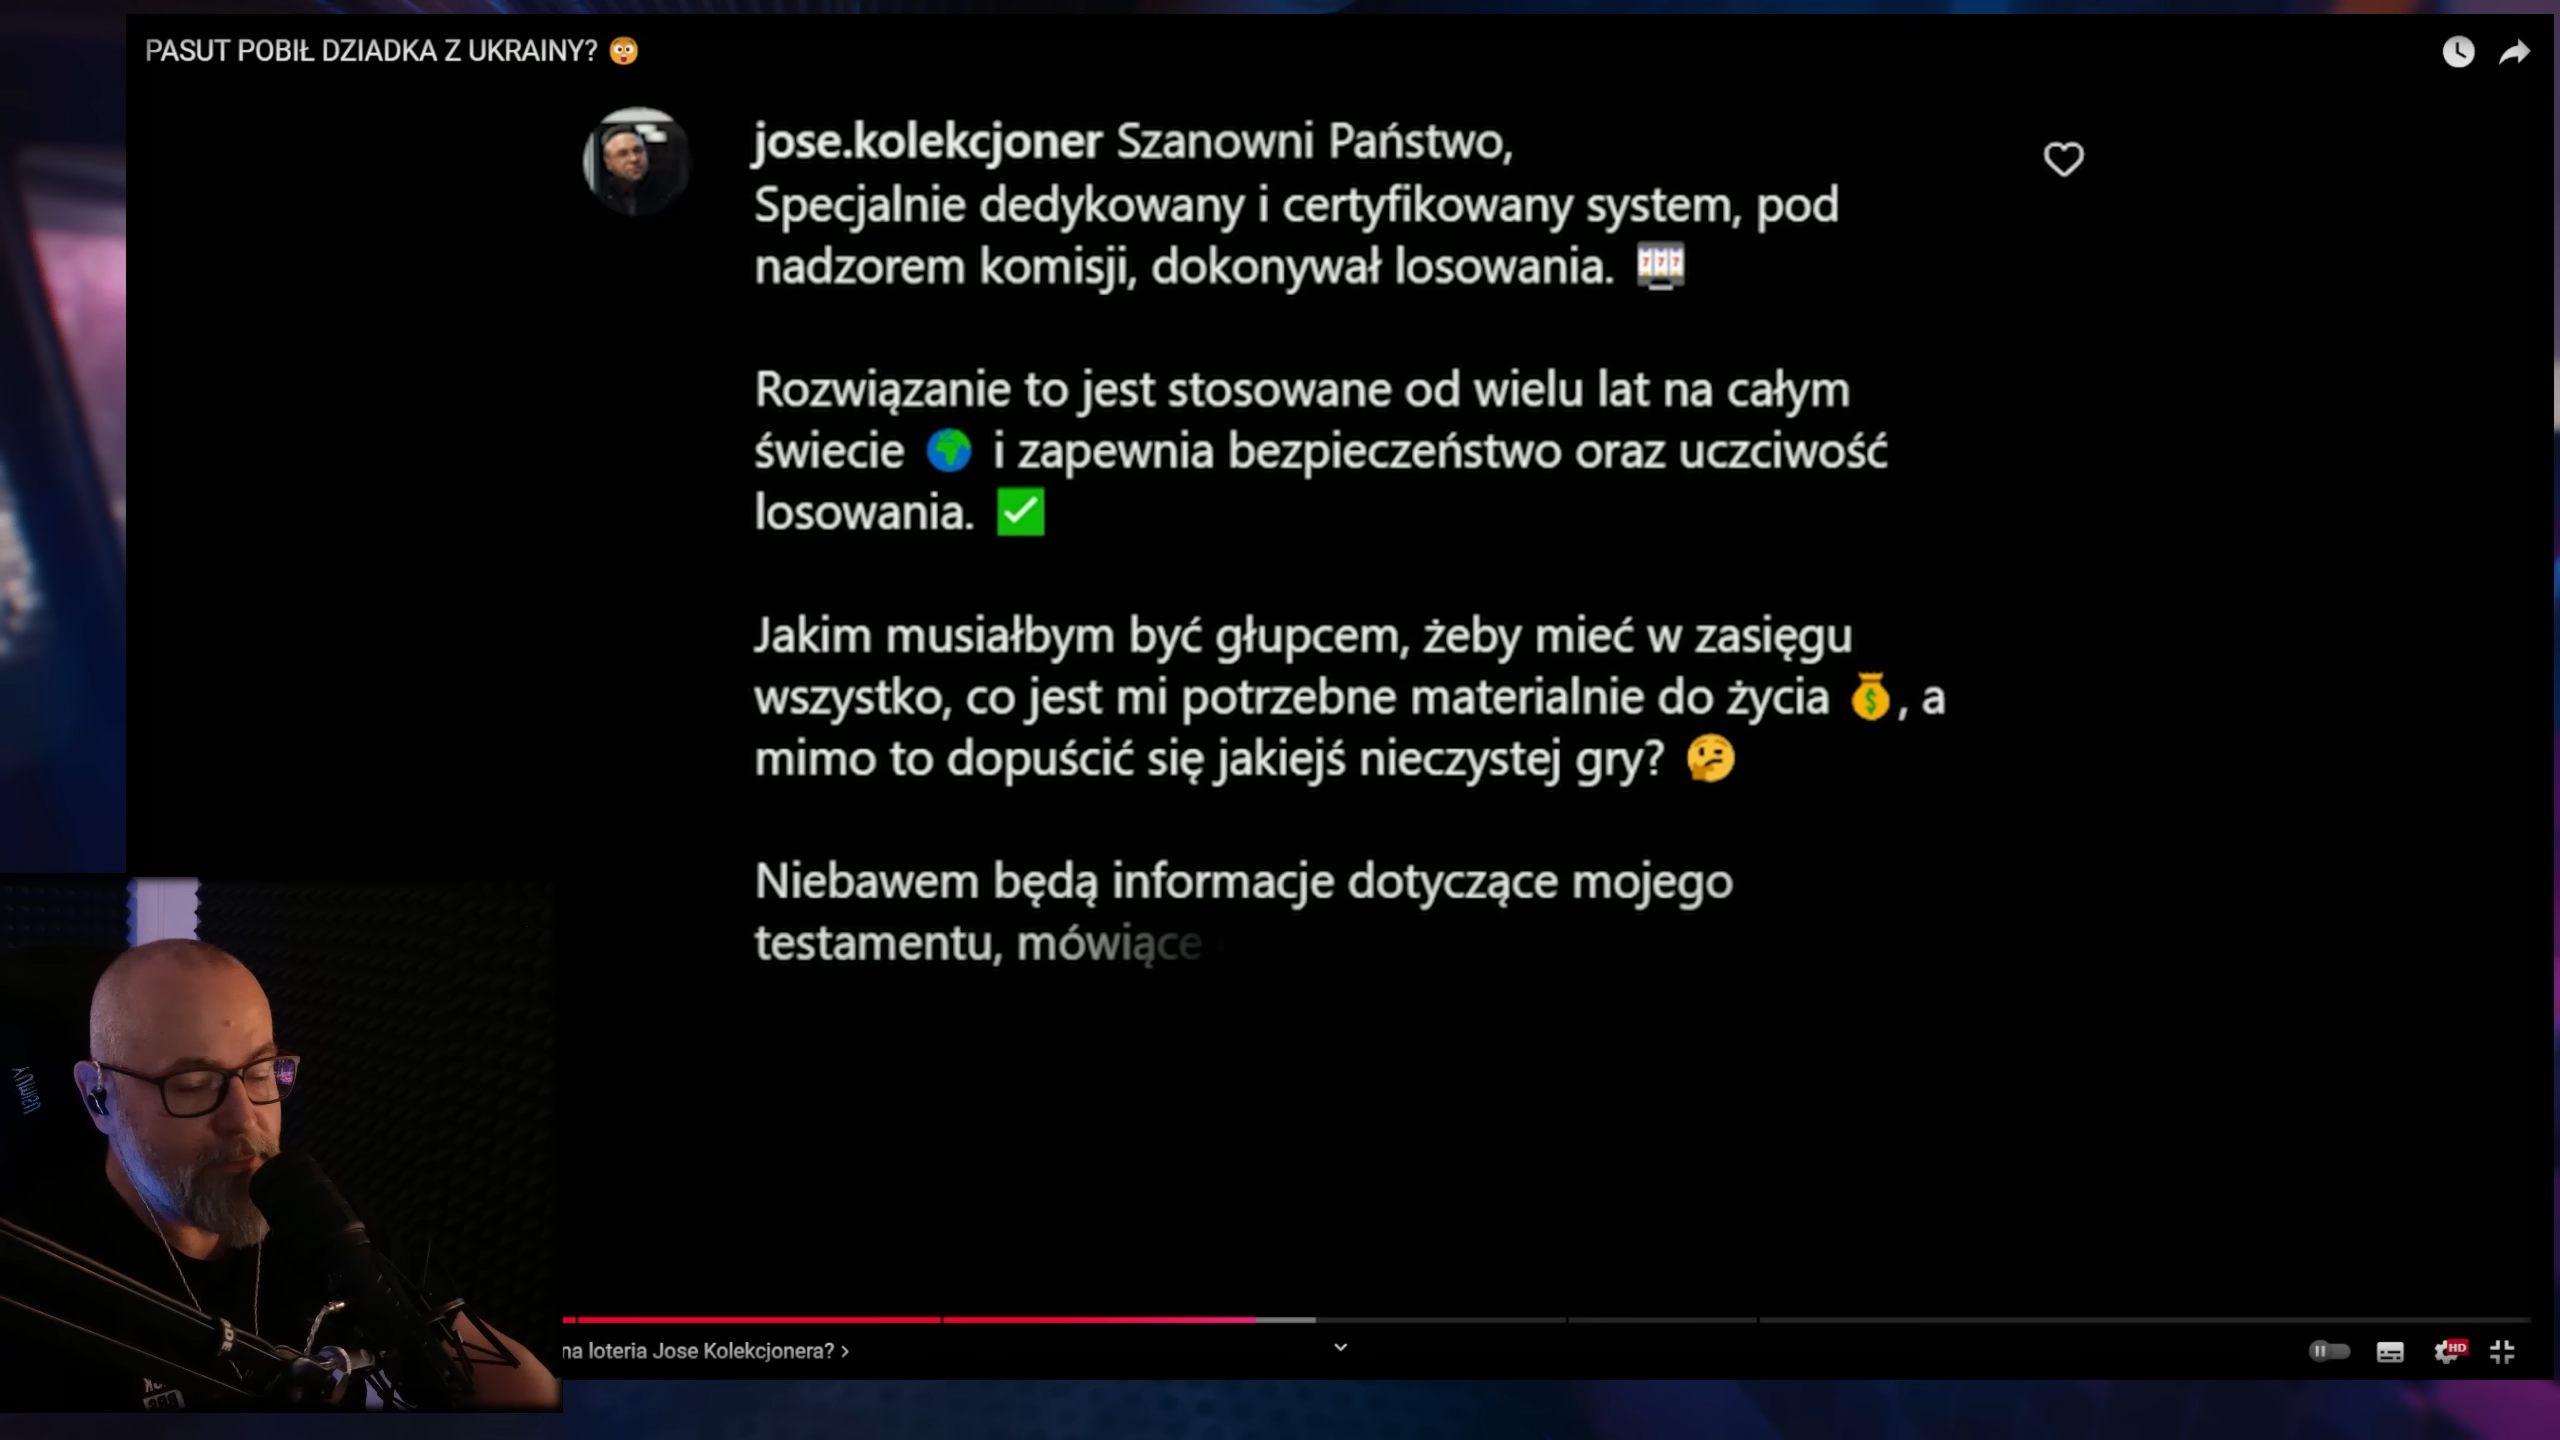 PASUT POBIŁ DZIADKA Z UKRAINY? 😳
jose.kolekcjoner Szanowni Państwo,
Specjalnie dedykowany i certyfikowany system, pod
nadzorem komisji, dokonywał losowania. 🎰
Rozwiązanie to jest stosowane od wielu lat na całym
świecie 🌍 i zapewnia bezpieczeństwo oraz uczciwość
losowania. ✅
Jakim musiałbym być głupcem, żeby mieć w zasięgu
wszystko, co jest mi potrzebne materialnie do życia 💰, a
mimo to dopuścić się jakiejś nieczystej gry? 🤔
Niebawem będą informacje dotyczące mojego
testamentu, mówiące
na loteria Jose Kolekcjonera? ›
HD